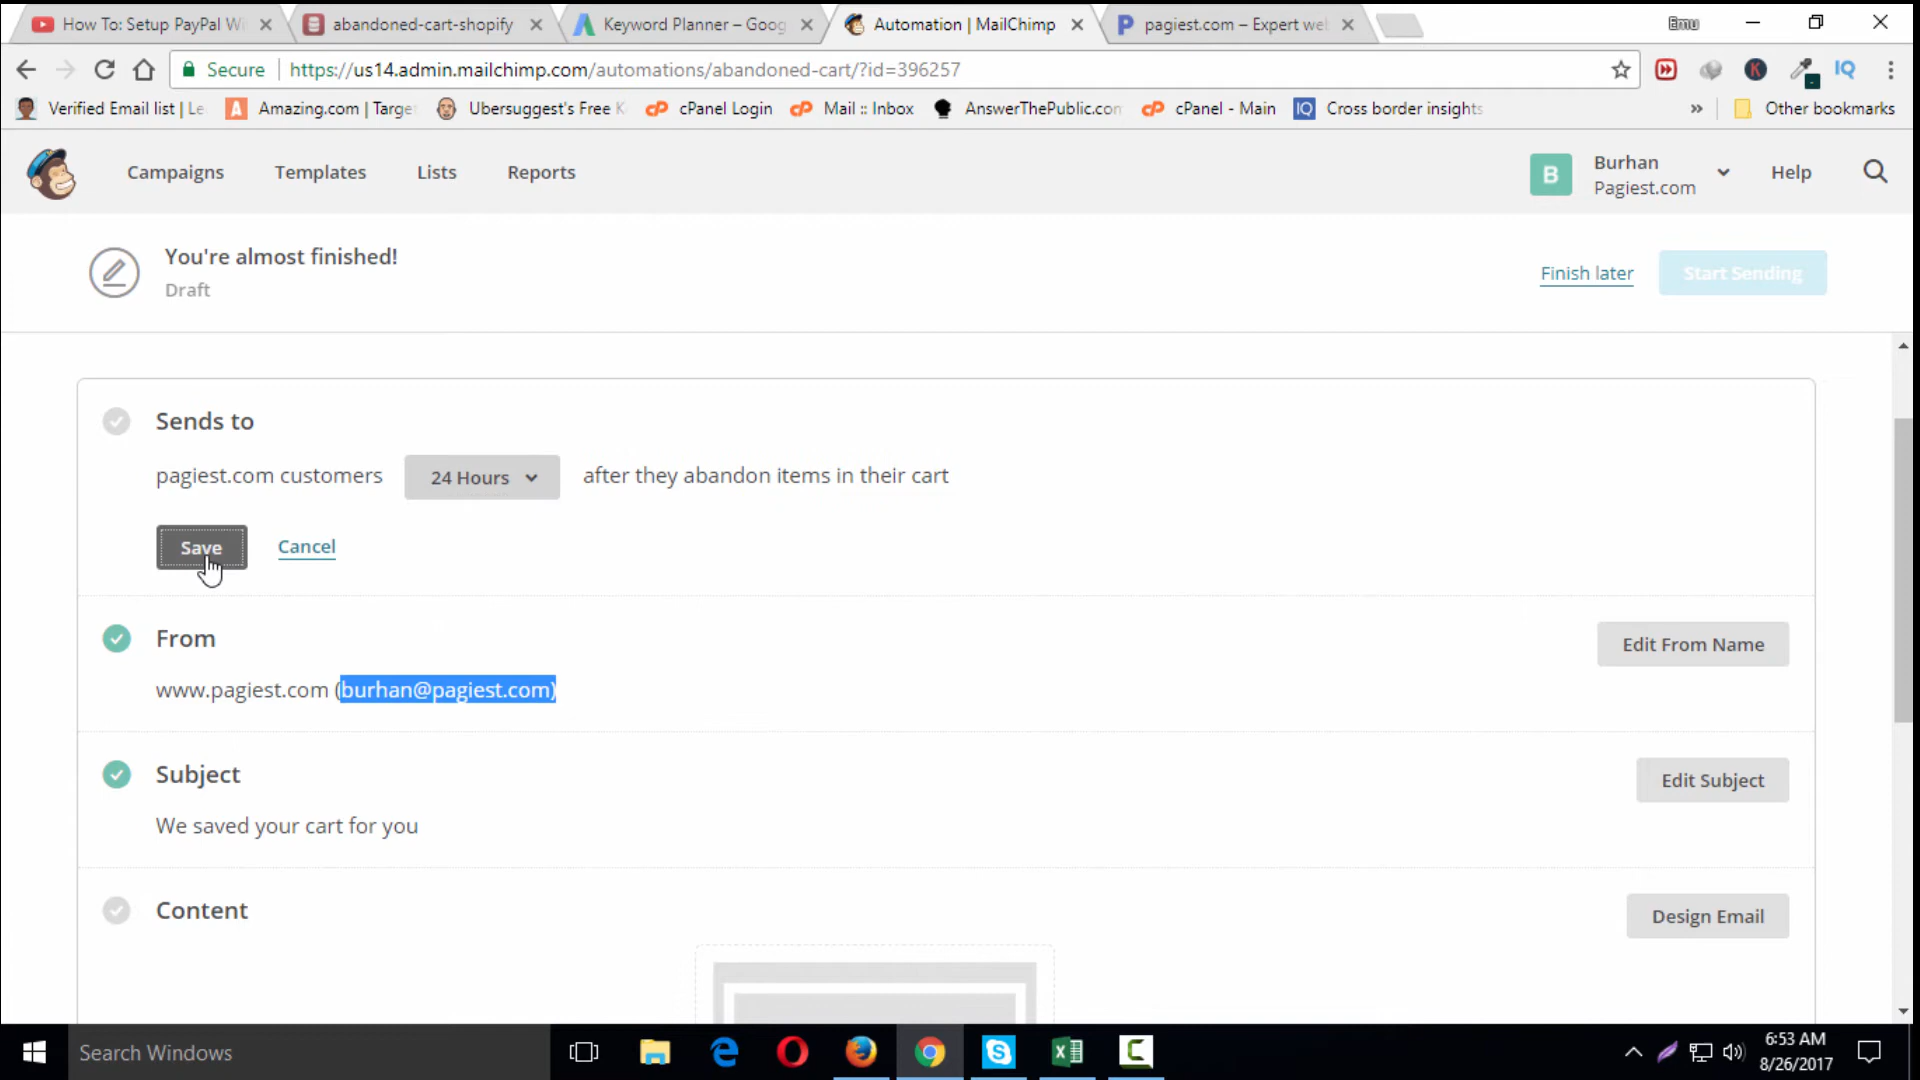 How To: Setup PayPal Wi
abandoned-cart-shopify
Keyword Planner – Goog
Automation | MailChimp
pagiest.com – Expert we
Emu
Secure
https://us14.admin.mailchimp.com/automations/abandoned-cart/?id=396257
Verified Email list | Le
Amazing.com | Targe
Ubersuggest's Free K
cPanel Login
Mail :: Inbox
AnswerThePublic.com
cPanel - Main
IQ
Cross border insights
»
Other bookmarks
Campaigns
Templates
Lists
Reports
B
Burhan
Pagiest.com
Help
You're almost finished!
Draft
Finish later
Start Sending
Sends to
pagiest.com customers 24 Hours after they abandon items in their cart
Save
Cancel
From
Edit From Name
www.pagiest.com (burhan@pagiest.com)
Subject
Edit Subject
We saved your cart for you
Content
Design Email
Search Windows
6:53 AM
8/26/2017